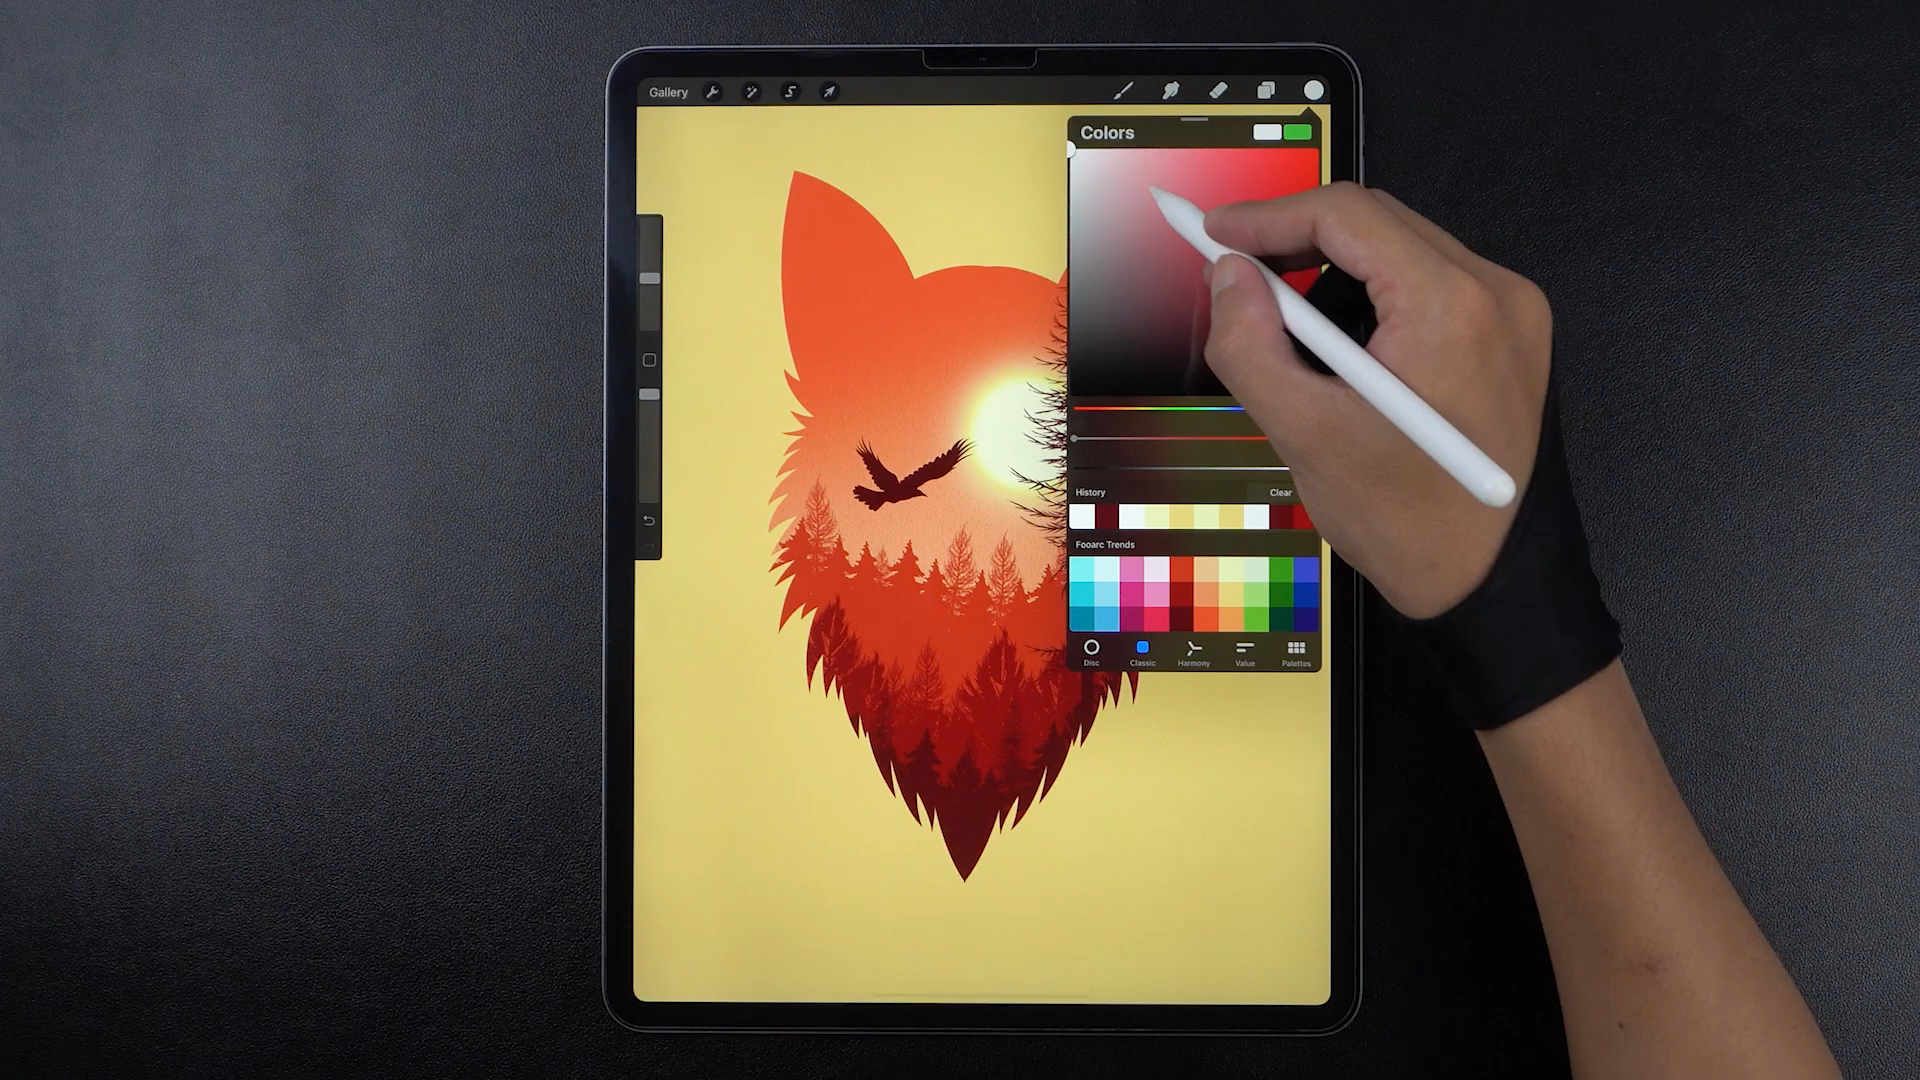 Gallery
Colors
History
Clear
Fooarc Trends
Disc
Classic
Harmony
Value
Palettes